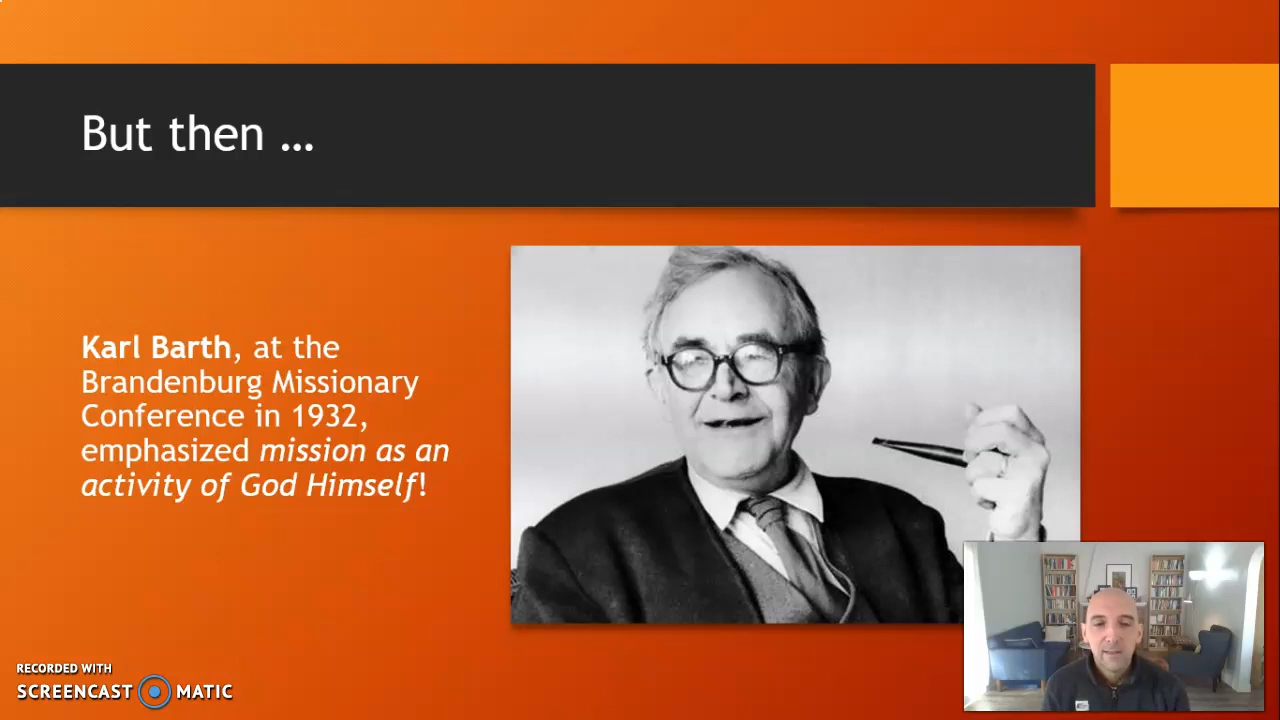 But then …
Karl Barth, at the
Brandenburg Missionary
Conference in 1932,
emphasized mission as an
activity of God Himself!
RECORDED WITH
SCREENCAST MATIC